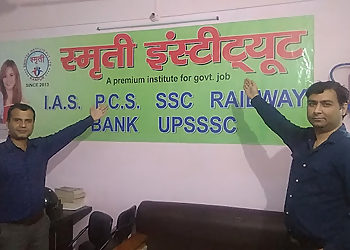 स्मृती इंस्टीट्यूट
SINCE 2013
A premium institute for govt. job
I.A.S. P.C.S. SSC RAILWAY
BANK UPSSSC